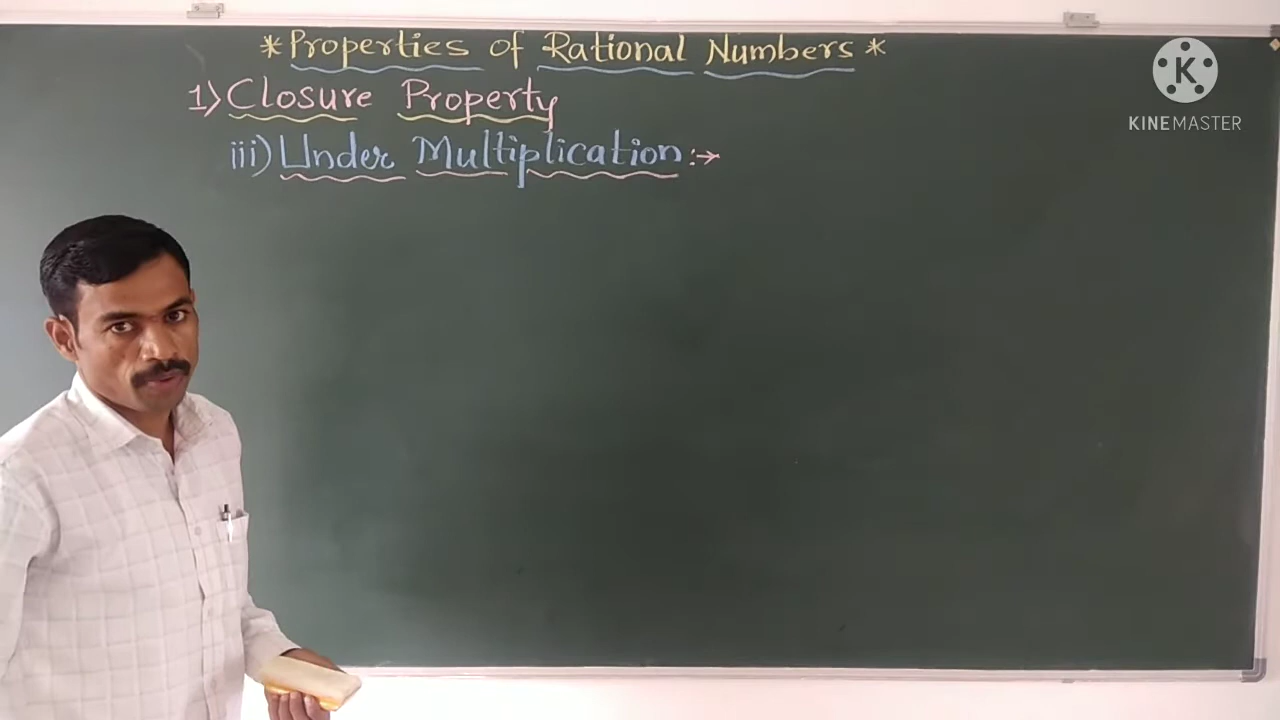 * Properties of Rational Numbers *
1) Closure Property
iii) Under Multiplication :→
K
KINEMASTER